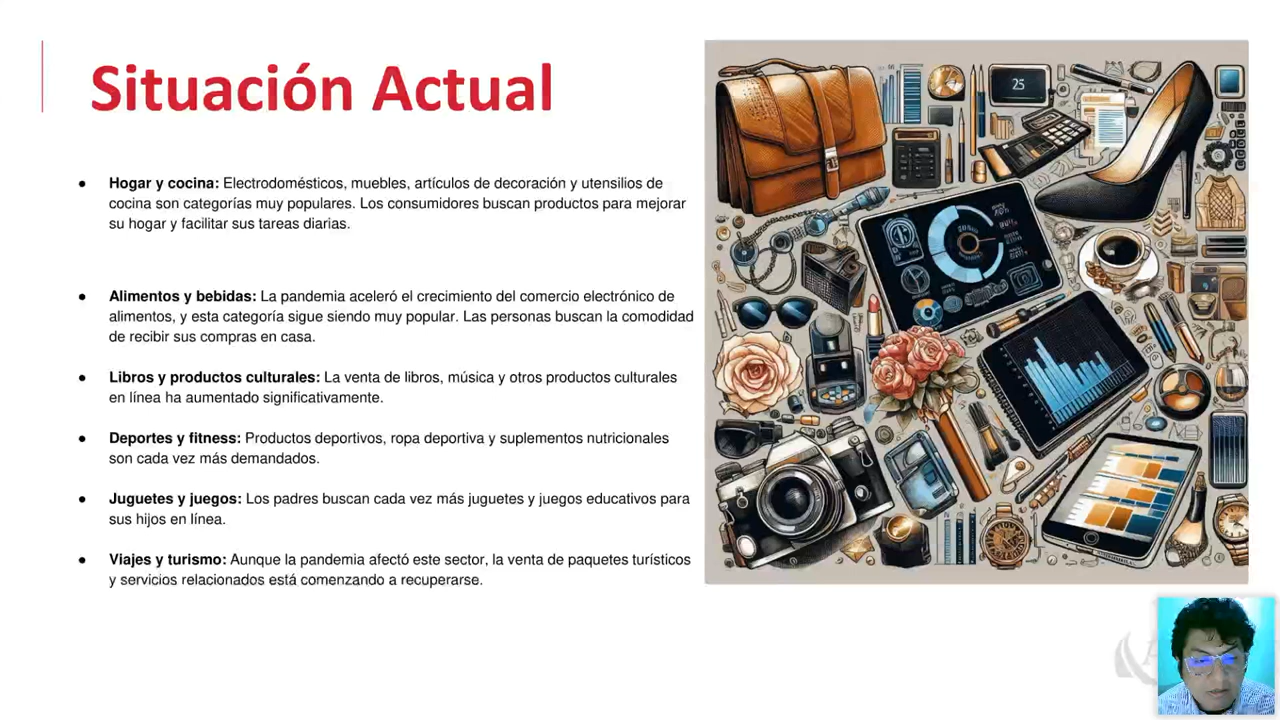 Situación Actual
● Hogar y cocina: Electrodomésticos, muebles, artículos de decoración y utensilios de
cocina son categorías muy populares. Los consumidores buscan productos para mejorar
su hogar y facilitar sus tareas diarias.
● Alimentos y bebidas: La pandemia aceleró el crecimiento del comercio electrónico de
alimentos, y esta categoría sigue siendo muy popular. Las personas buscan la comodidad
de recibir sus compras en casa.
● Libros y productos culturales: La venta de libros, música y otros productos culturales
en línea ha aumentado significativamente.
● Deportes y fitness: Productos deportivos, ropa deportiva y suplementos nutricionales
son cada vez más demandados.
● Juguetes y juegos: Los padres buscan cada vez más juguetes y juegos educativos para
sus hijos en línea.
● Viajes y turismo: Aunque la pandemia afectó este sector, la venta de paquetes turísticos
y servicios relacionados está comenzando a recuperarse.
25